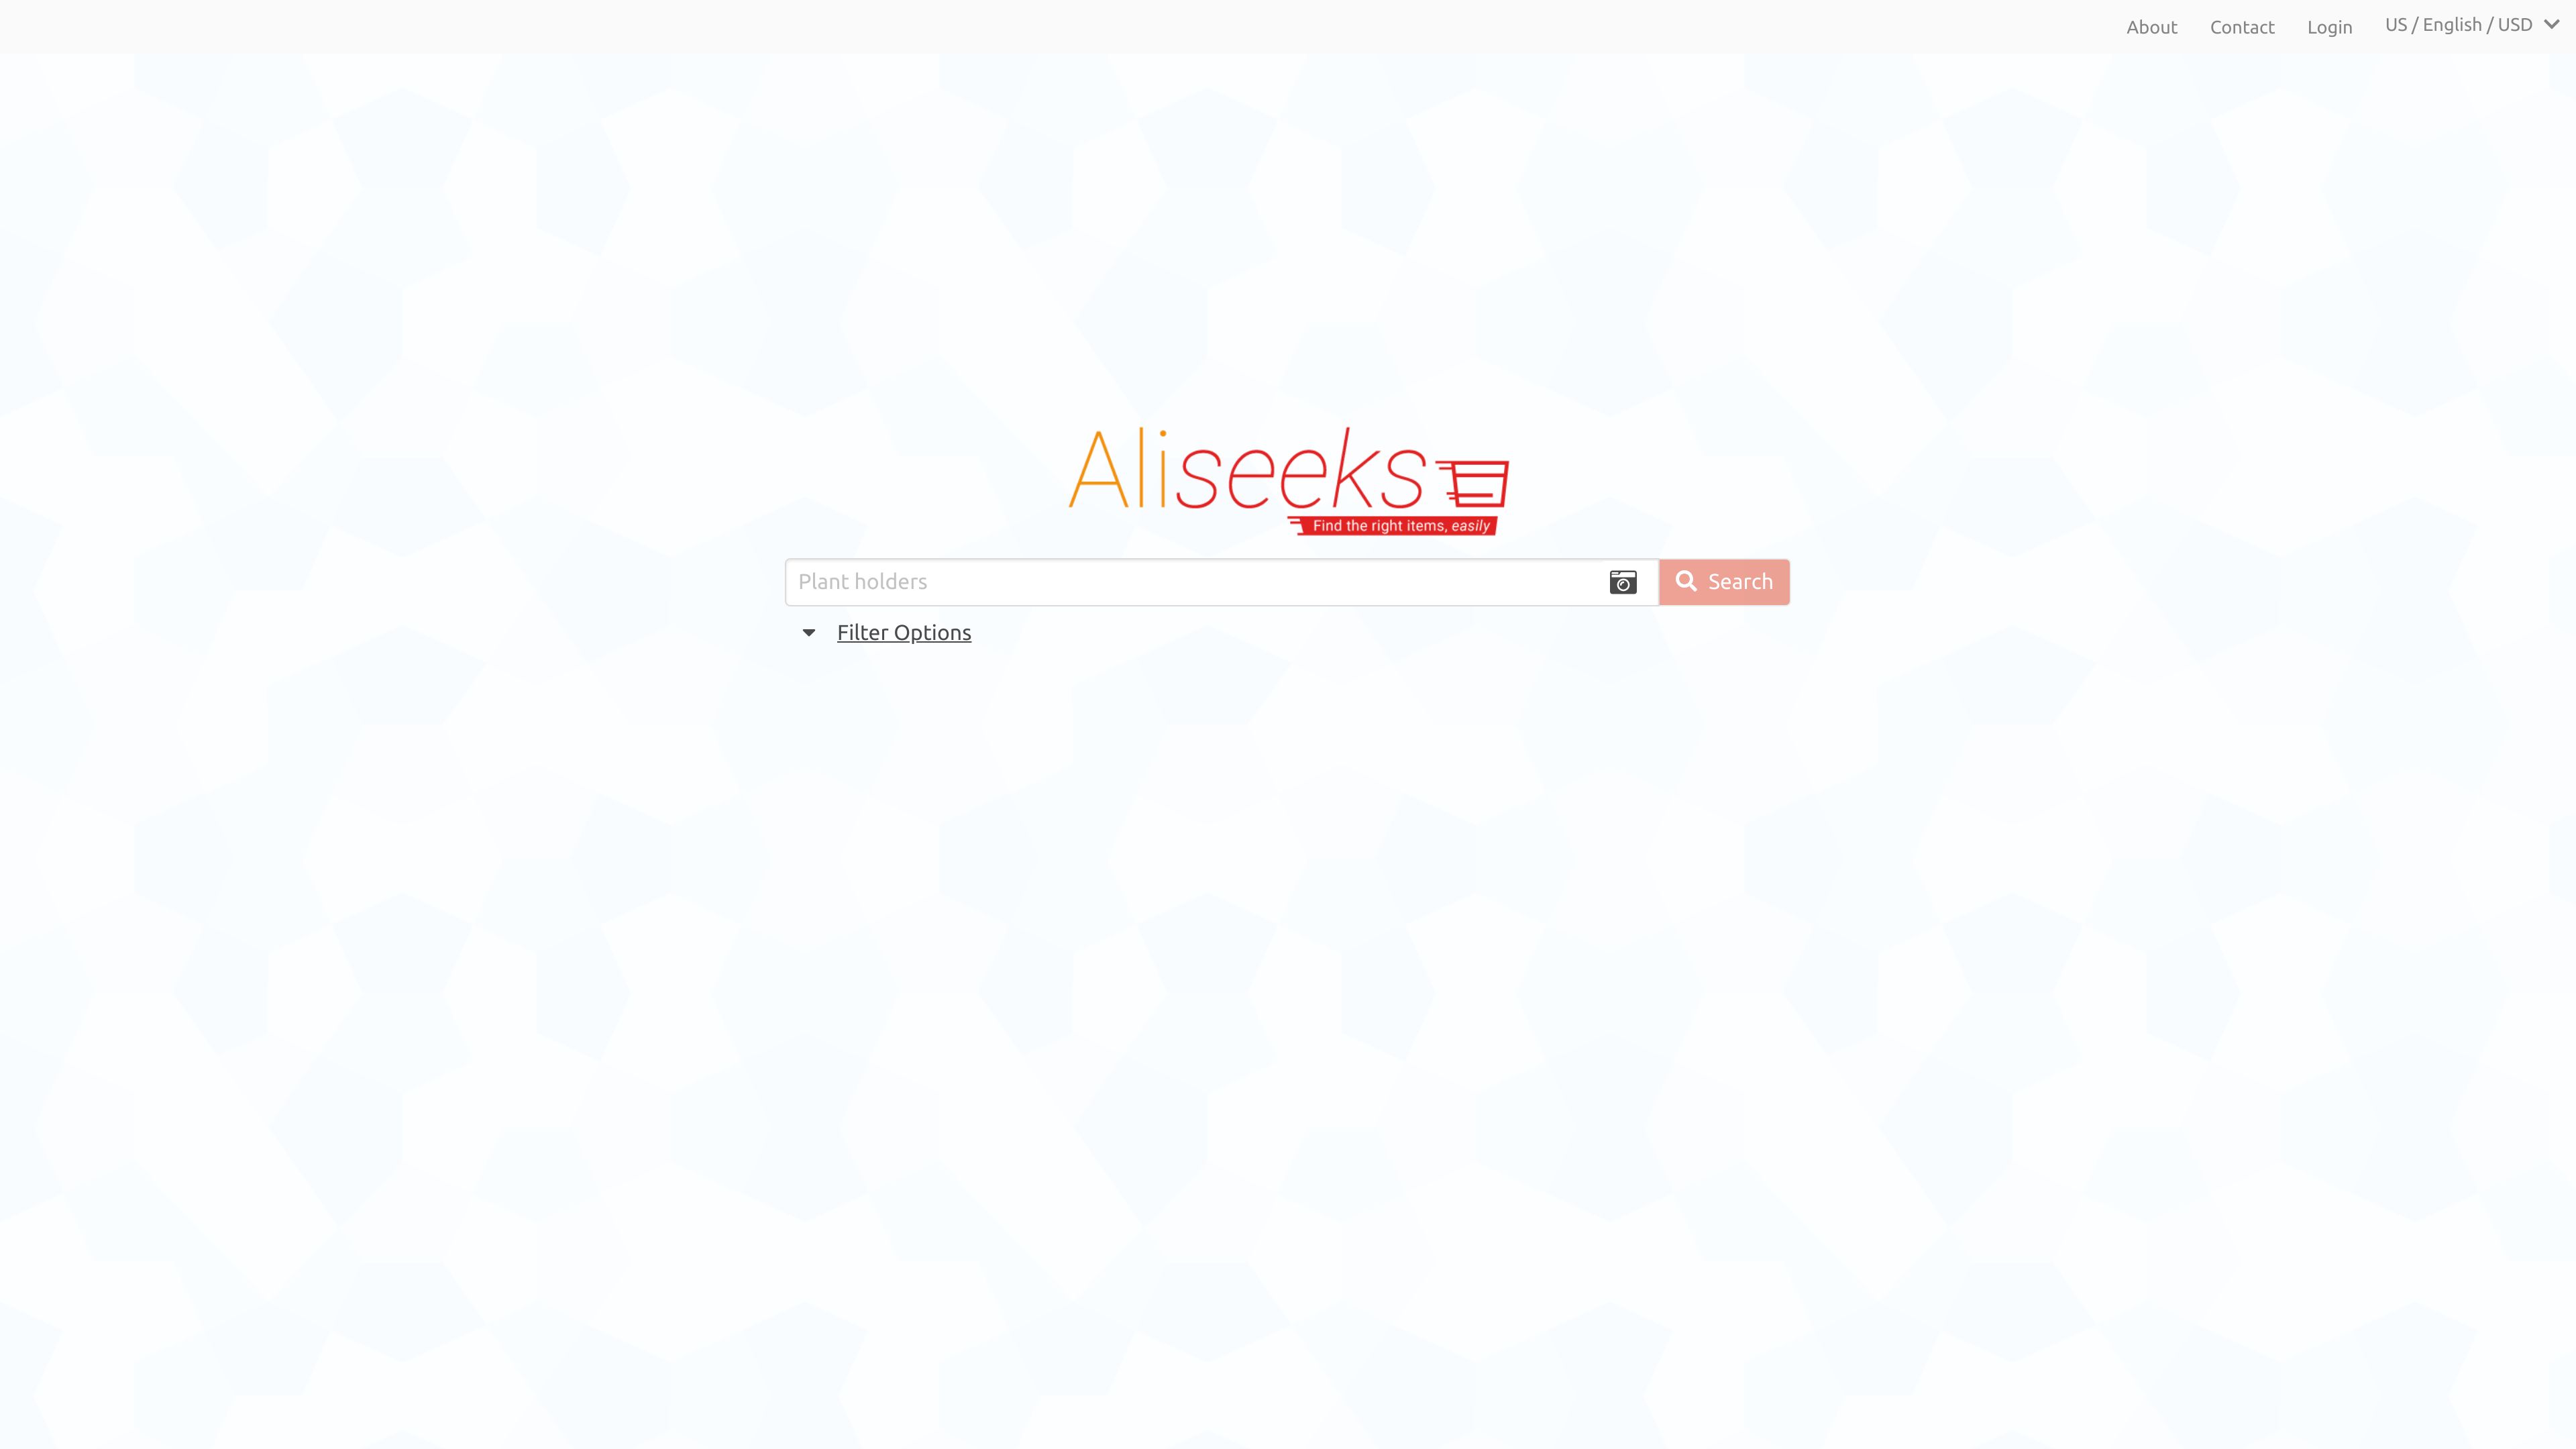 About Contact Login US / English / USD
Aliseeks
Find the right items, easily
Plant holders
Search
Filter Options